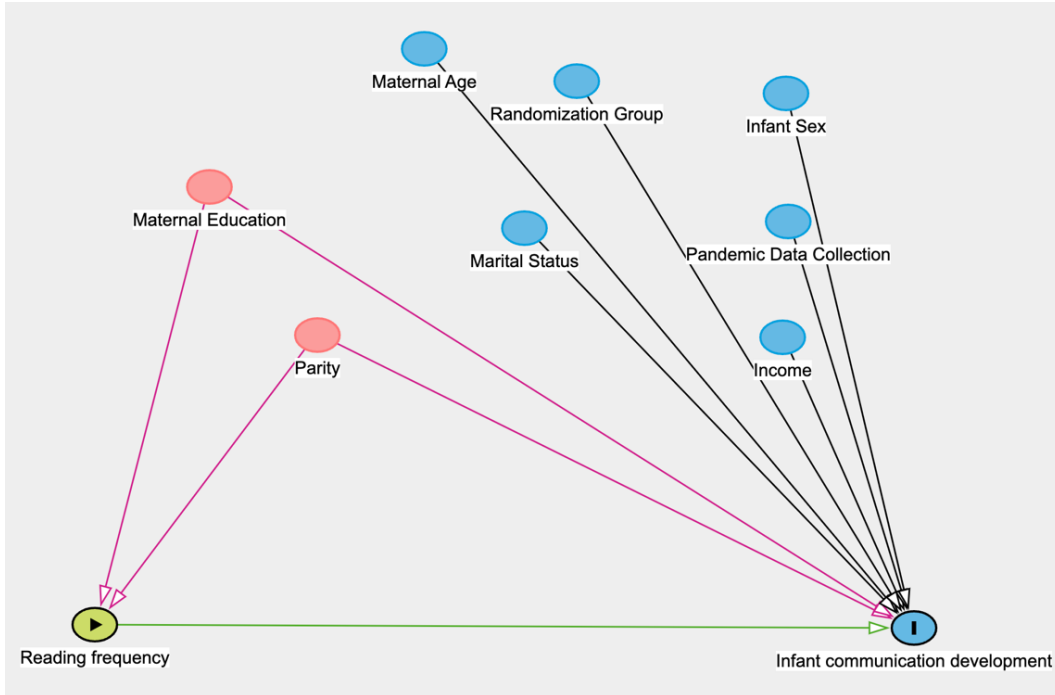 Maternal Age
Randomization Group
Infant Sex
Maternal Education
Marital Status
Pandemic Data Collection
Parity
Income
Reading frequency
Infant communication development